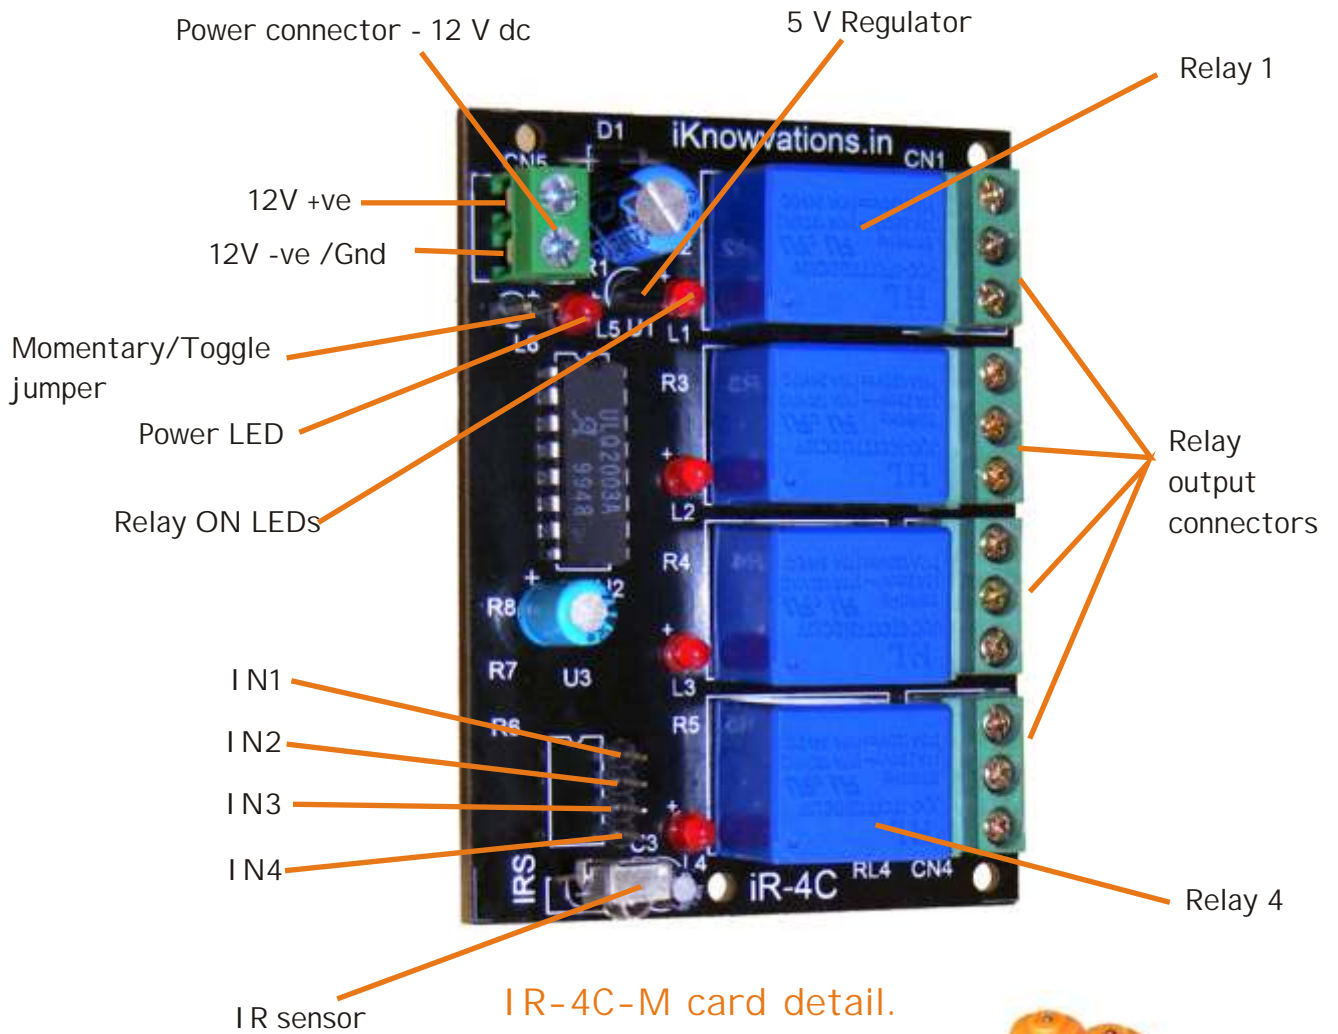 Power connector - 12 V dc
5 V Regulator
Relay 1
12V +ve
12V -ve /Gnd
Momentary/Toggle
jumper
Power LED
Relay ON LEDs
Relay
output
connectors
IN1
IN2
IN3
IN4
IR sensor
Relay 4
D1
iKnowvations.in
CN5
CN1
R1
L5
U1
L1
L6
R3
ULQ2003A
9948
L2
R4
R8
R7
U3
L3
R6
R5
C3
IRS
L4
iR-4C
RL4
CN4
IR-4C-M card detail.